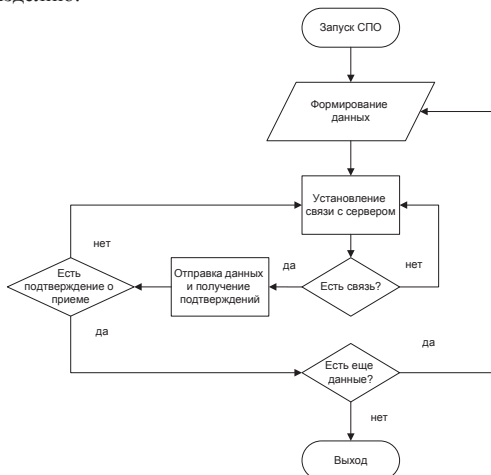 Запуск СПО
Формирование
данных
Установление
связи с сервером
нет
да
нет
Есть
подтверждение о
приеме
Отправка данных
и получение
подтверждений
Есть связь?
да
да
Есть еще
данные?
нет
Выход